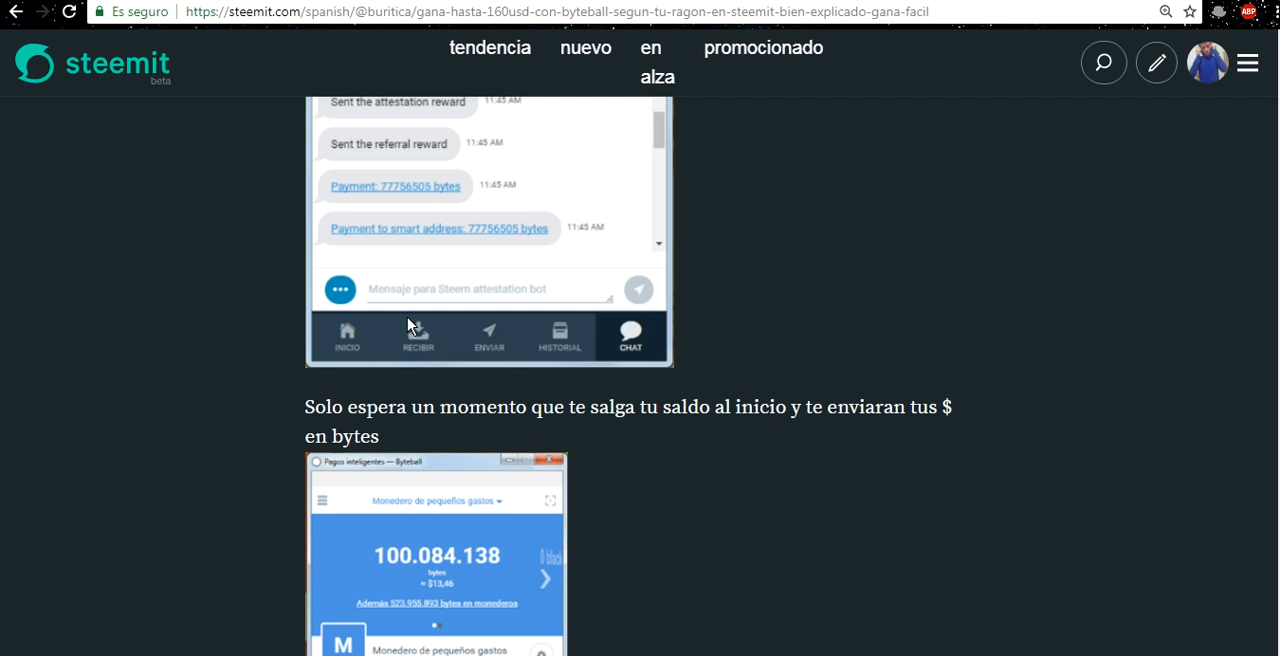 Es seguro | https://steemit.com/spanish/@buritica/gana-hasta-160usd-con-byteball-segun-tu-ragon-en-steemit-bien-explicado-gana-facil
ABP
steemit
beta
tendencia nuevo en alza promocionado
Sent the attestation reward 11:45 AM
Sent the referral reward 11:45 AM
Payment: 77756505 bytes 11:45 AM
Payment to smart address: 77756505 bytes 11:45 AM
Mensaje para Steem attestation bot
INICIO RECIBIR ENVIAR HISTORIAL CHAT
Solo espera un momento que te salga tu saldo al inicio y te enviaran tus $
en bytes
Pagos inteligentes — Byteball
Monedero de pequeños gastos
100.084.138
bytes
≈ $13,46
Además 523.955.893 bytes en monederos
M
Monedero de pequeños gastos